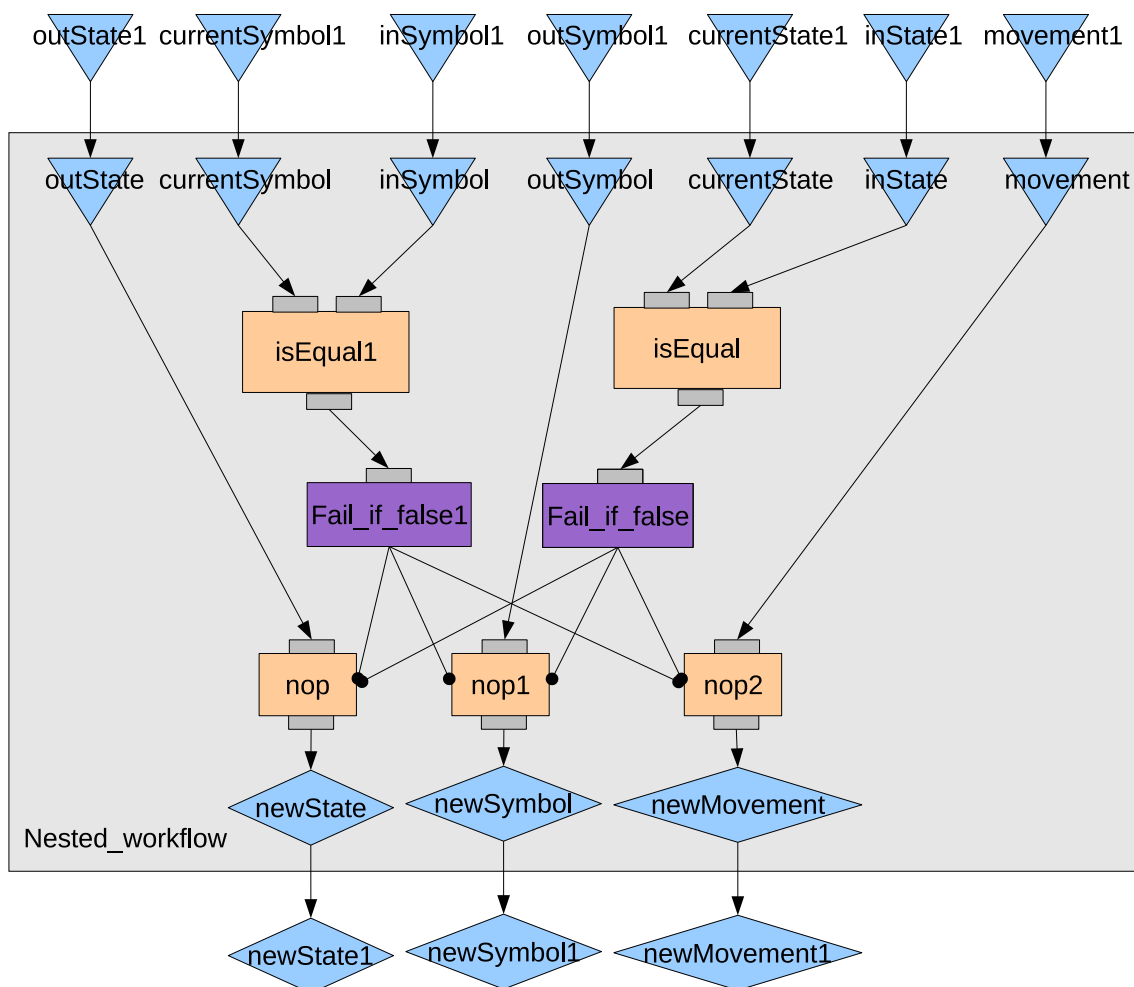 outState1
currentSymbol1
inSymbol1
outSymbol1
currentState1
inState1
movement1
outState
currentSymbol
inSymbol
outSymbol
currentState
inState
movement
isEqual1
isEqual
Fail_if_false1
Fail_if_false
nop
nop1
nop2
newState
newSymbol
newMovement
Nested_workflow
newState1
newSymbol1
newMovement1